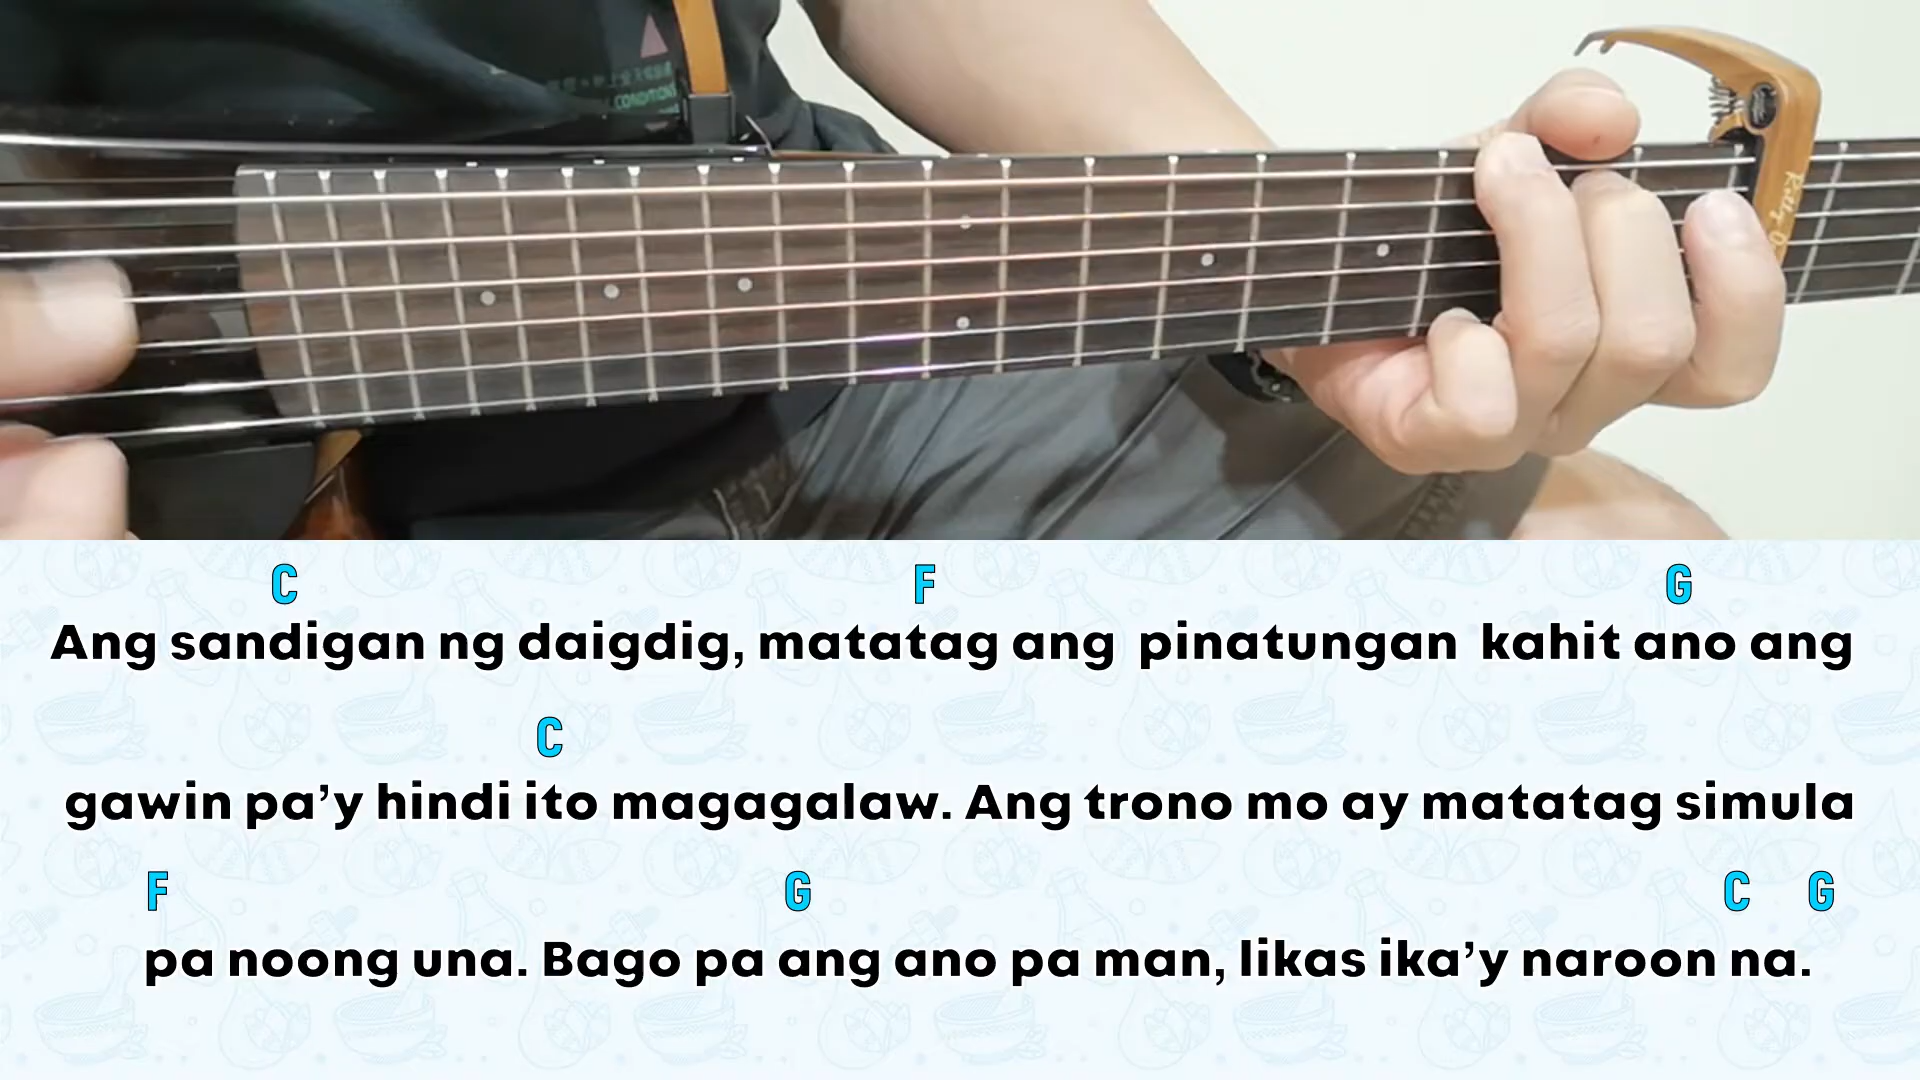 CONDITIONS
C F G
Ang sandigan ng daigdig, matatag ang pinatungan kahit ano ang
C
gawin pa’y hindi ito magagalaw. Ang trono mo ay matatag simula
F G C G
pa noong una. Bago pa ang ano pa man, likas ika’y naroon na.